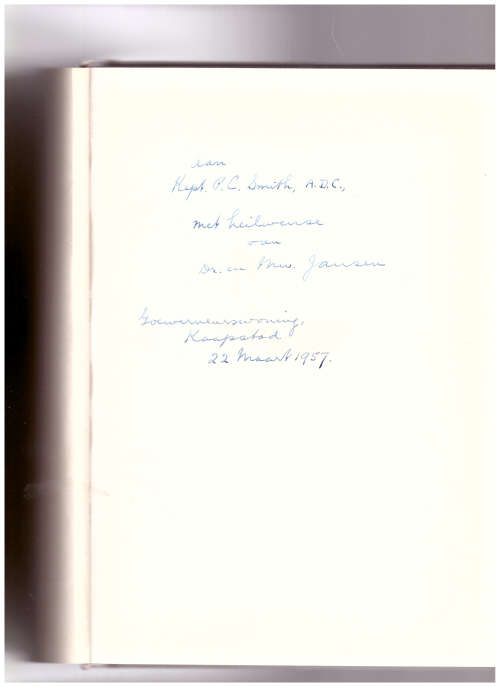 aan
Kapt. P.C. Smith, A.D.C.,
met heilwense
van
Dr. en Mev. Jansen
Goewerneurswoning,
Kaapstad
22 Maart 1957.